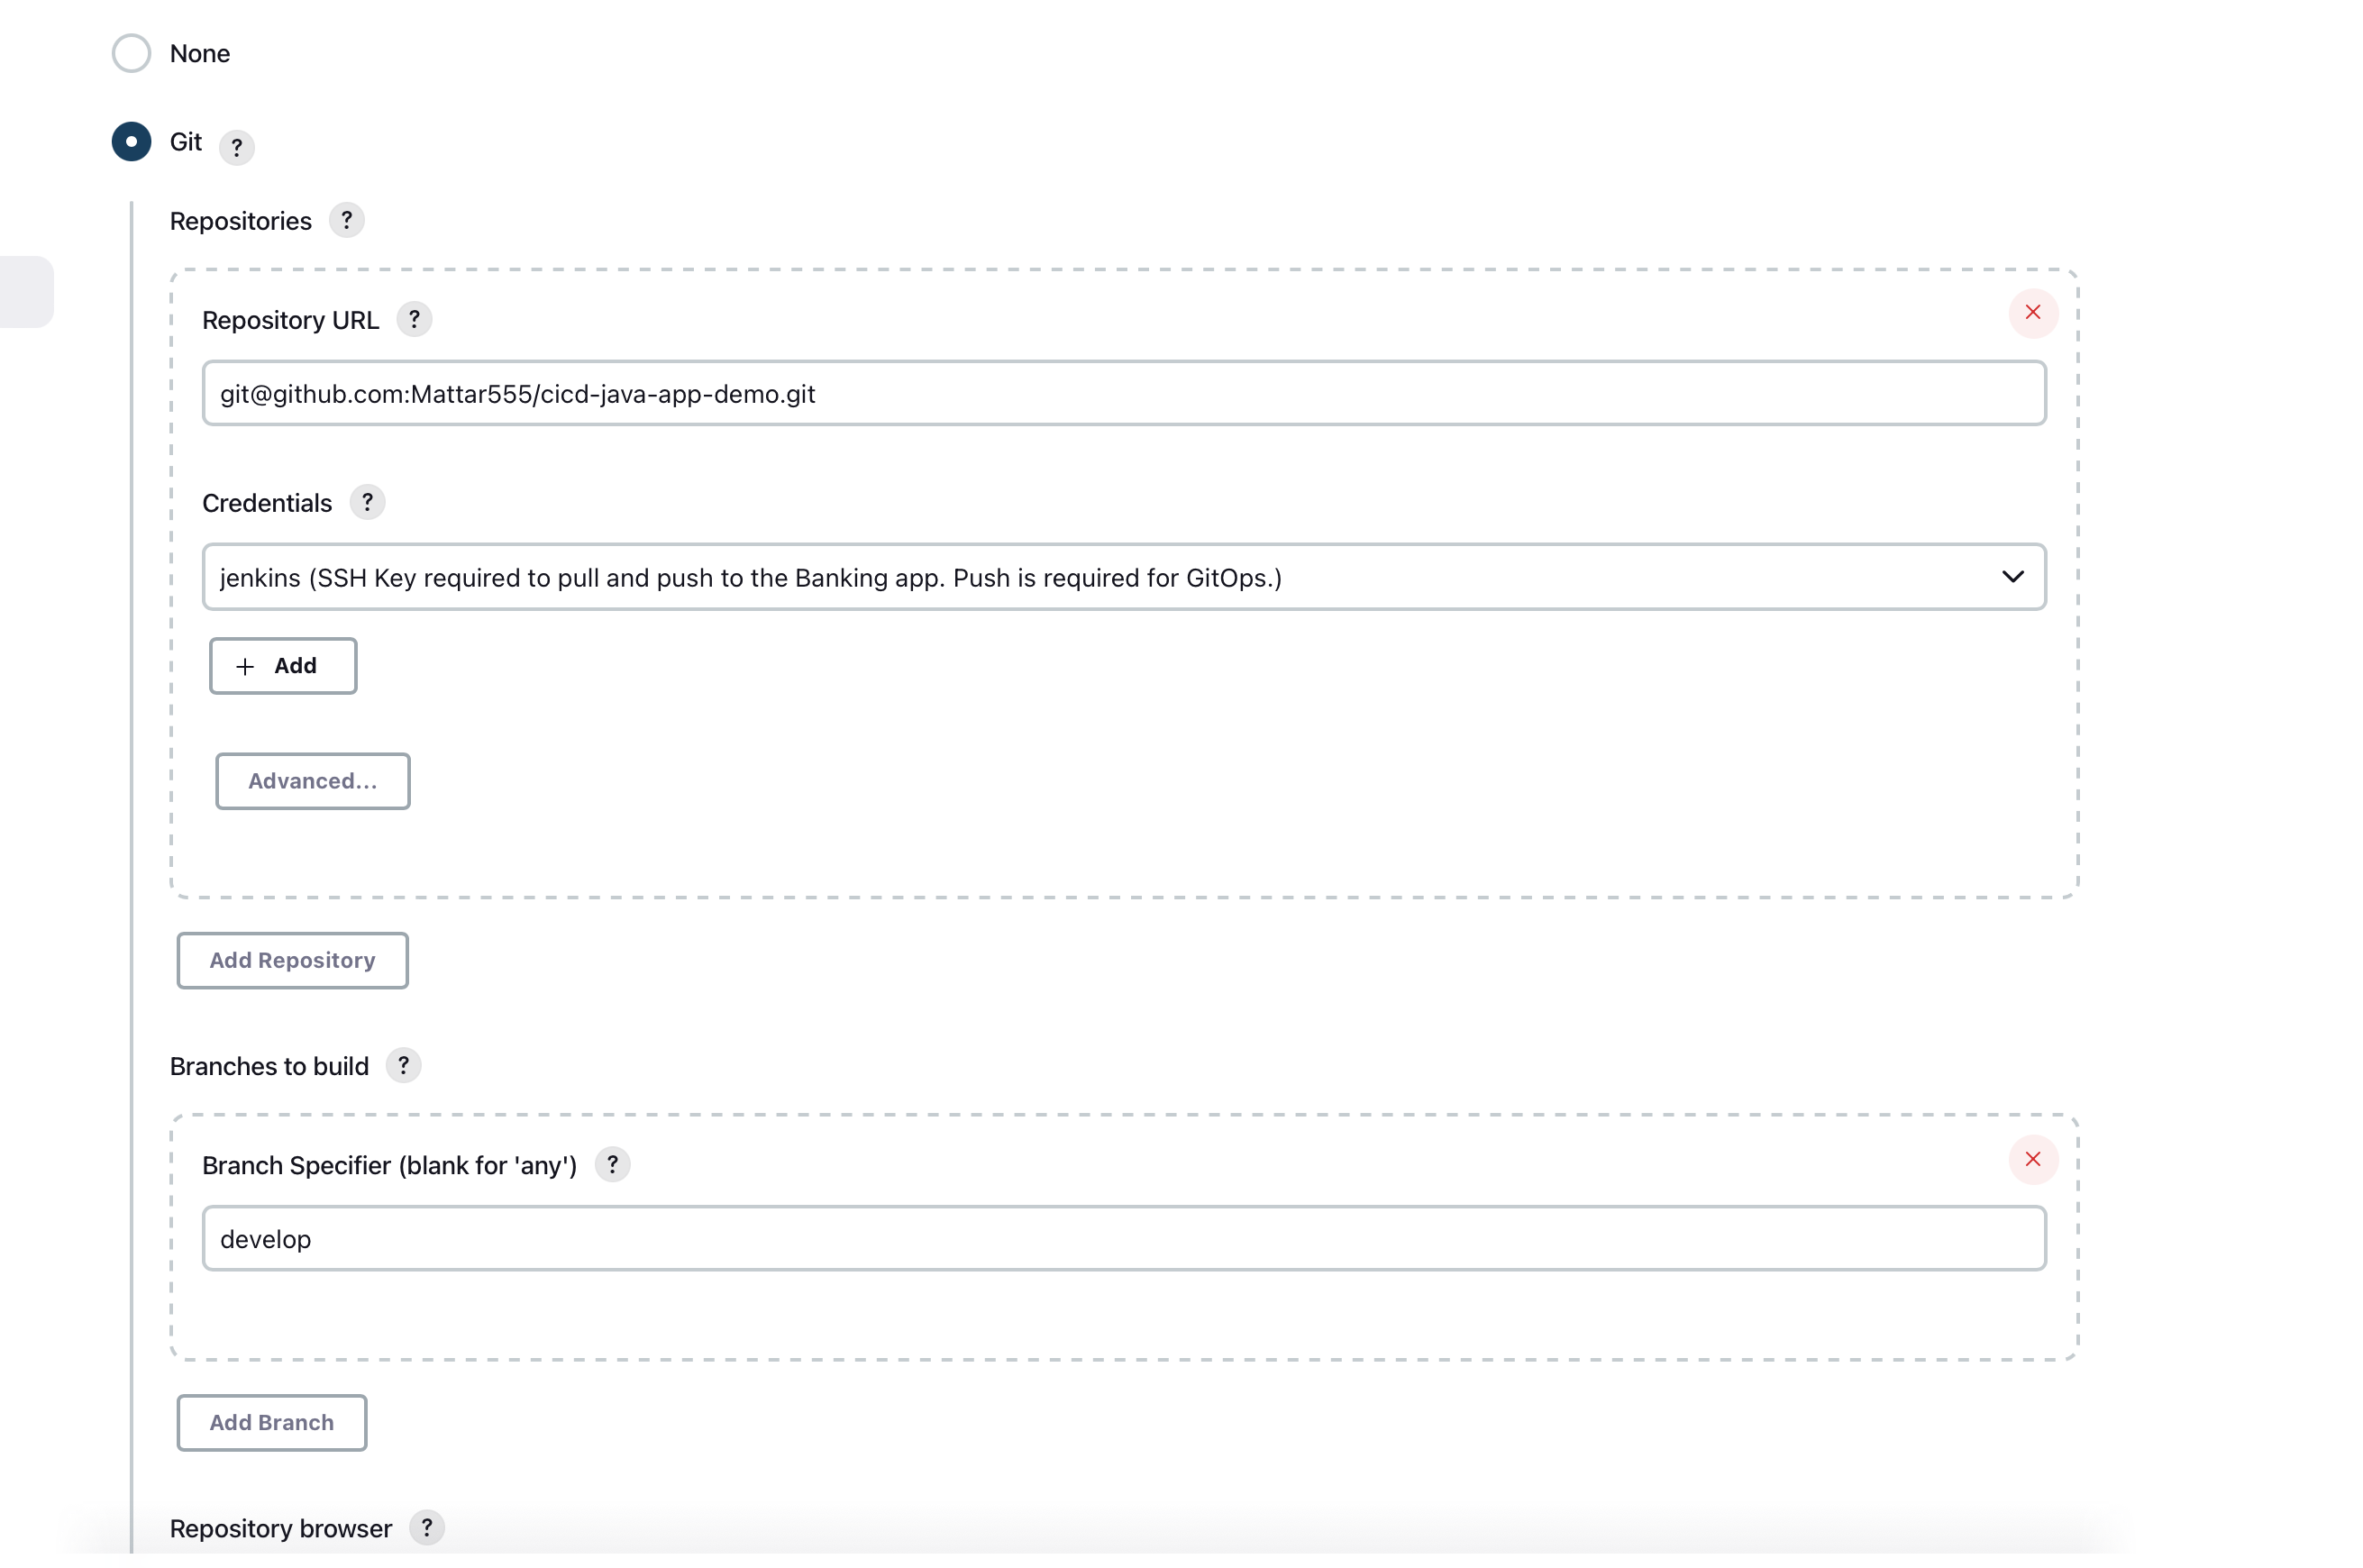 None
Git ?
Repositories ?
Repository URL ?
git@github.com:Mattar555/cicd-java-app-demo.git
Credentials ?
jenkins (SSH Key required to pull and push to the Banking app. Push is required for GitOps.)
+ Add
Advanced...
Add Repository
Branches to build ?
Branch Specifier (blank for 'any') ?
develop
Add Branch
Repository browser ?